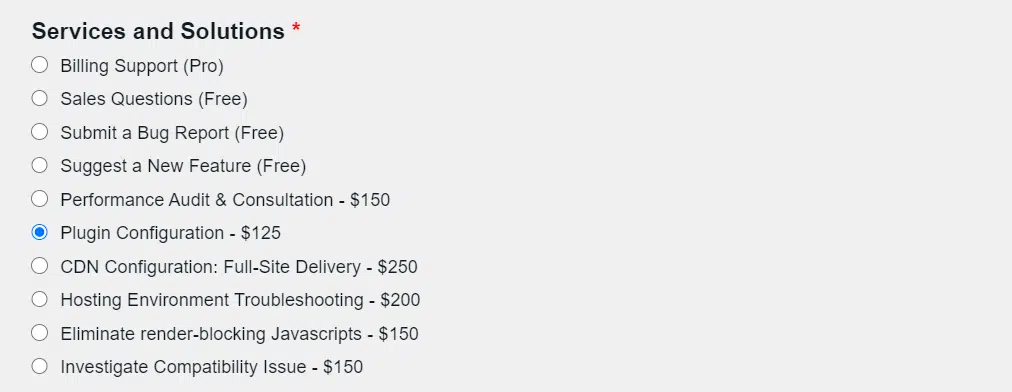 Services and Solutions *
Billing Support (Pro)
Sales Questions (Free)
Submit a Bug Report (Free)
Suggest a New Feature (Free)
Performance Audit & Consultation - $150
Plugin Configuration - $125
CDN Configuration: Full-Site Delivery - $250
Hosting Environment Troubleshooting - $200
Eliminate render-blocking Javascripts - $150
Investigate Compatibility Issue - $150